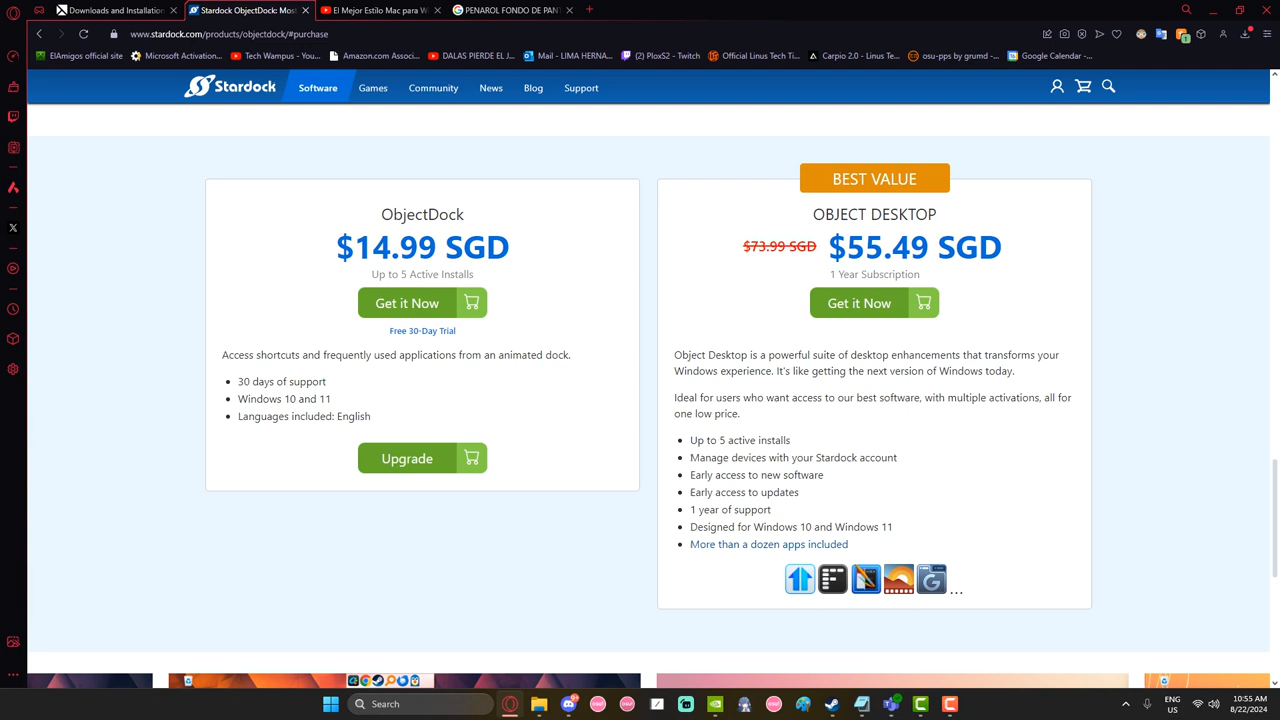 Downloads and Installation
Stardock ObjectDock: Most
El Mejor Estilo Mac para W
PENAROL FONDO DE PAN
www.stardock.com/products/objectdock/#purchase
ElAmigos official site
Microsoft Activation...
Tech Wampus - You...
Amazon.com Associ...
DALAS PIERDE EL J...
Mail - LIMA HERNA...
(2) PloxS2 - Twitch
Official Linus Tech Ti...
Carpio 2.0 - Linus Te...
osu-pps by grumd -...
Google Calendar -...
Stardock
Software
Games
Community
News
Blog
Support
ObjectDock
$14.99 SGD
Up to 5 Active Installs
Get it Now
Free 30-Day Trial
Access shortcuts and frequently used applications from an animated dock.
30 days of support
Windows 10 and 11
Languages included: English
Upgrade
BEST VALUE
OBJECT DESKTOP
$73.99 SGD $55.49 SGD
1 Year Subscription
Get it Now
Object Desktop is a powerful suite of desktop enhancements that transforms your
Windows experience. It's like getting the next version of Windows today.
Ideal for users who want access to our best software, with multiple activations, all for
one low price.
Up to 5 active installs
Manage devices with your Stardock account
Early access to new software
Early access to updates
1 year of support
Designed for Windows 10 and Windows 11
More than a dozen apps included
...
Search
ENG
US
10:55 AM
8/22/2024